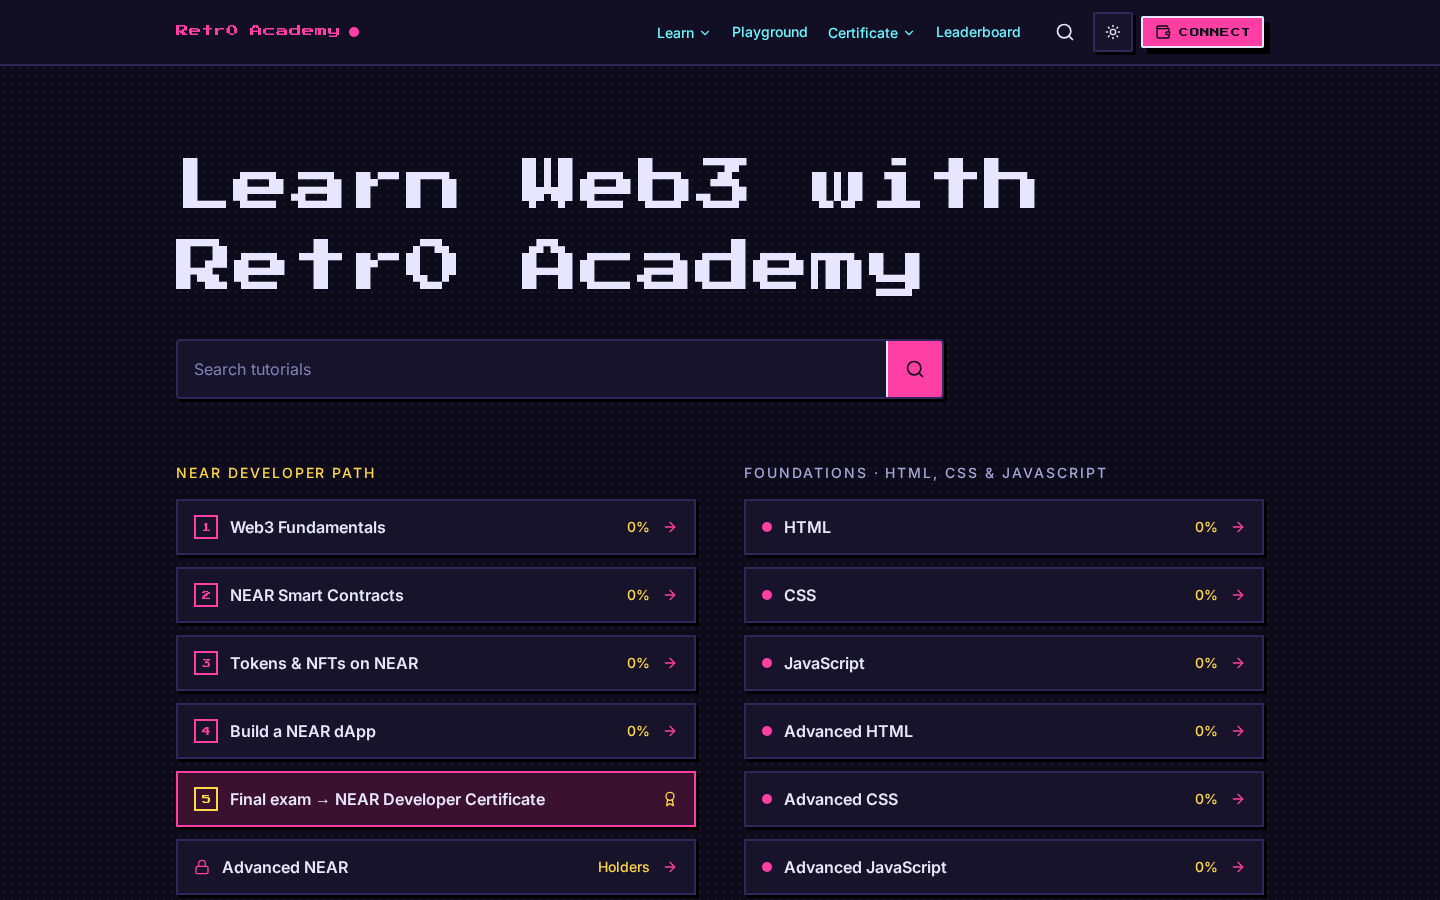 Retr0 Academy
Learn
Playground
Certificate
Leaderboard
CONNECT
Learn Web3 with
Retr0 Academy
Search tutorials
NEAR DEVELOPER PATH
1 Web3 Fundamentals 0%
2 NEAR Smart Contracts 0%
3 Tokens & NFTs on NEAR 0%
4 Build a NEAR dApp 0%
5 Final exam → NEAR Developer Certificate
Advanced NEAR Holders
FOUNDATIONS · HTML, CSS & JAVASCRIPT
HTML 0%
CSS 0%
JavaScript 0%
Advanced HTML 0%
Advanced CSS 0%
Advanced JavaScript 0%